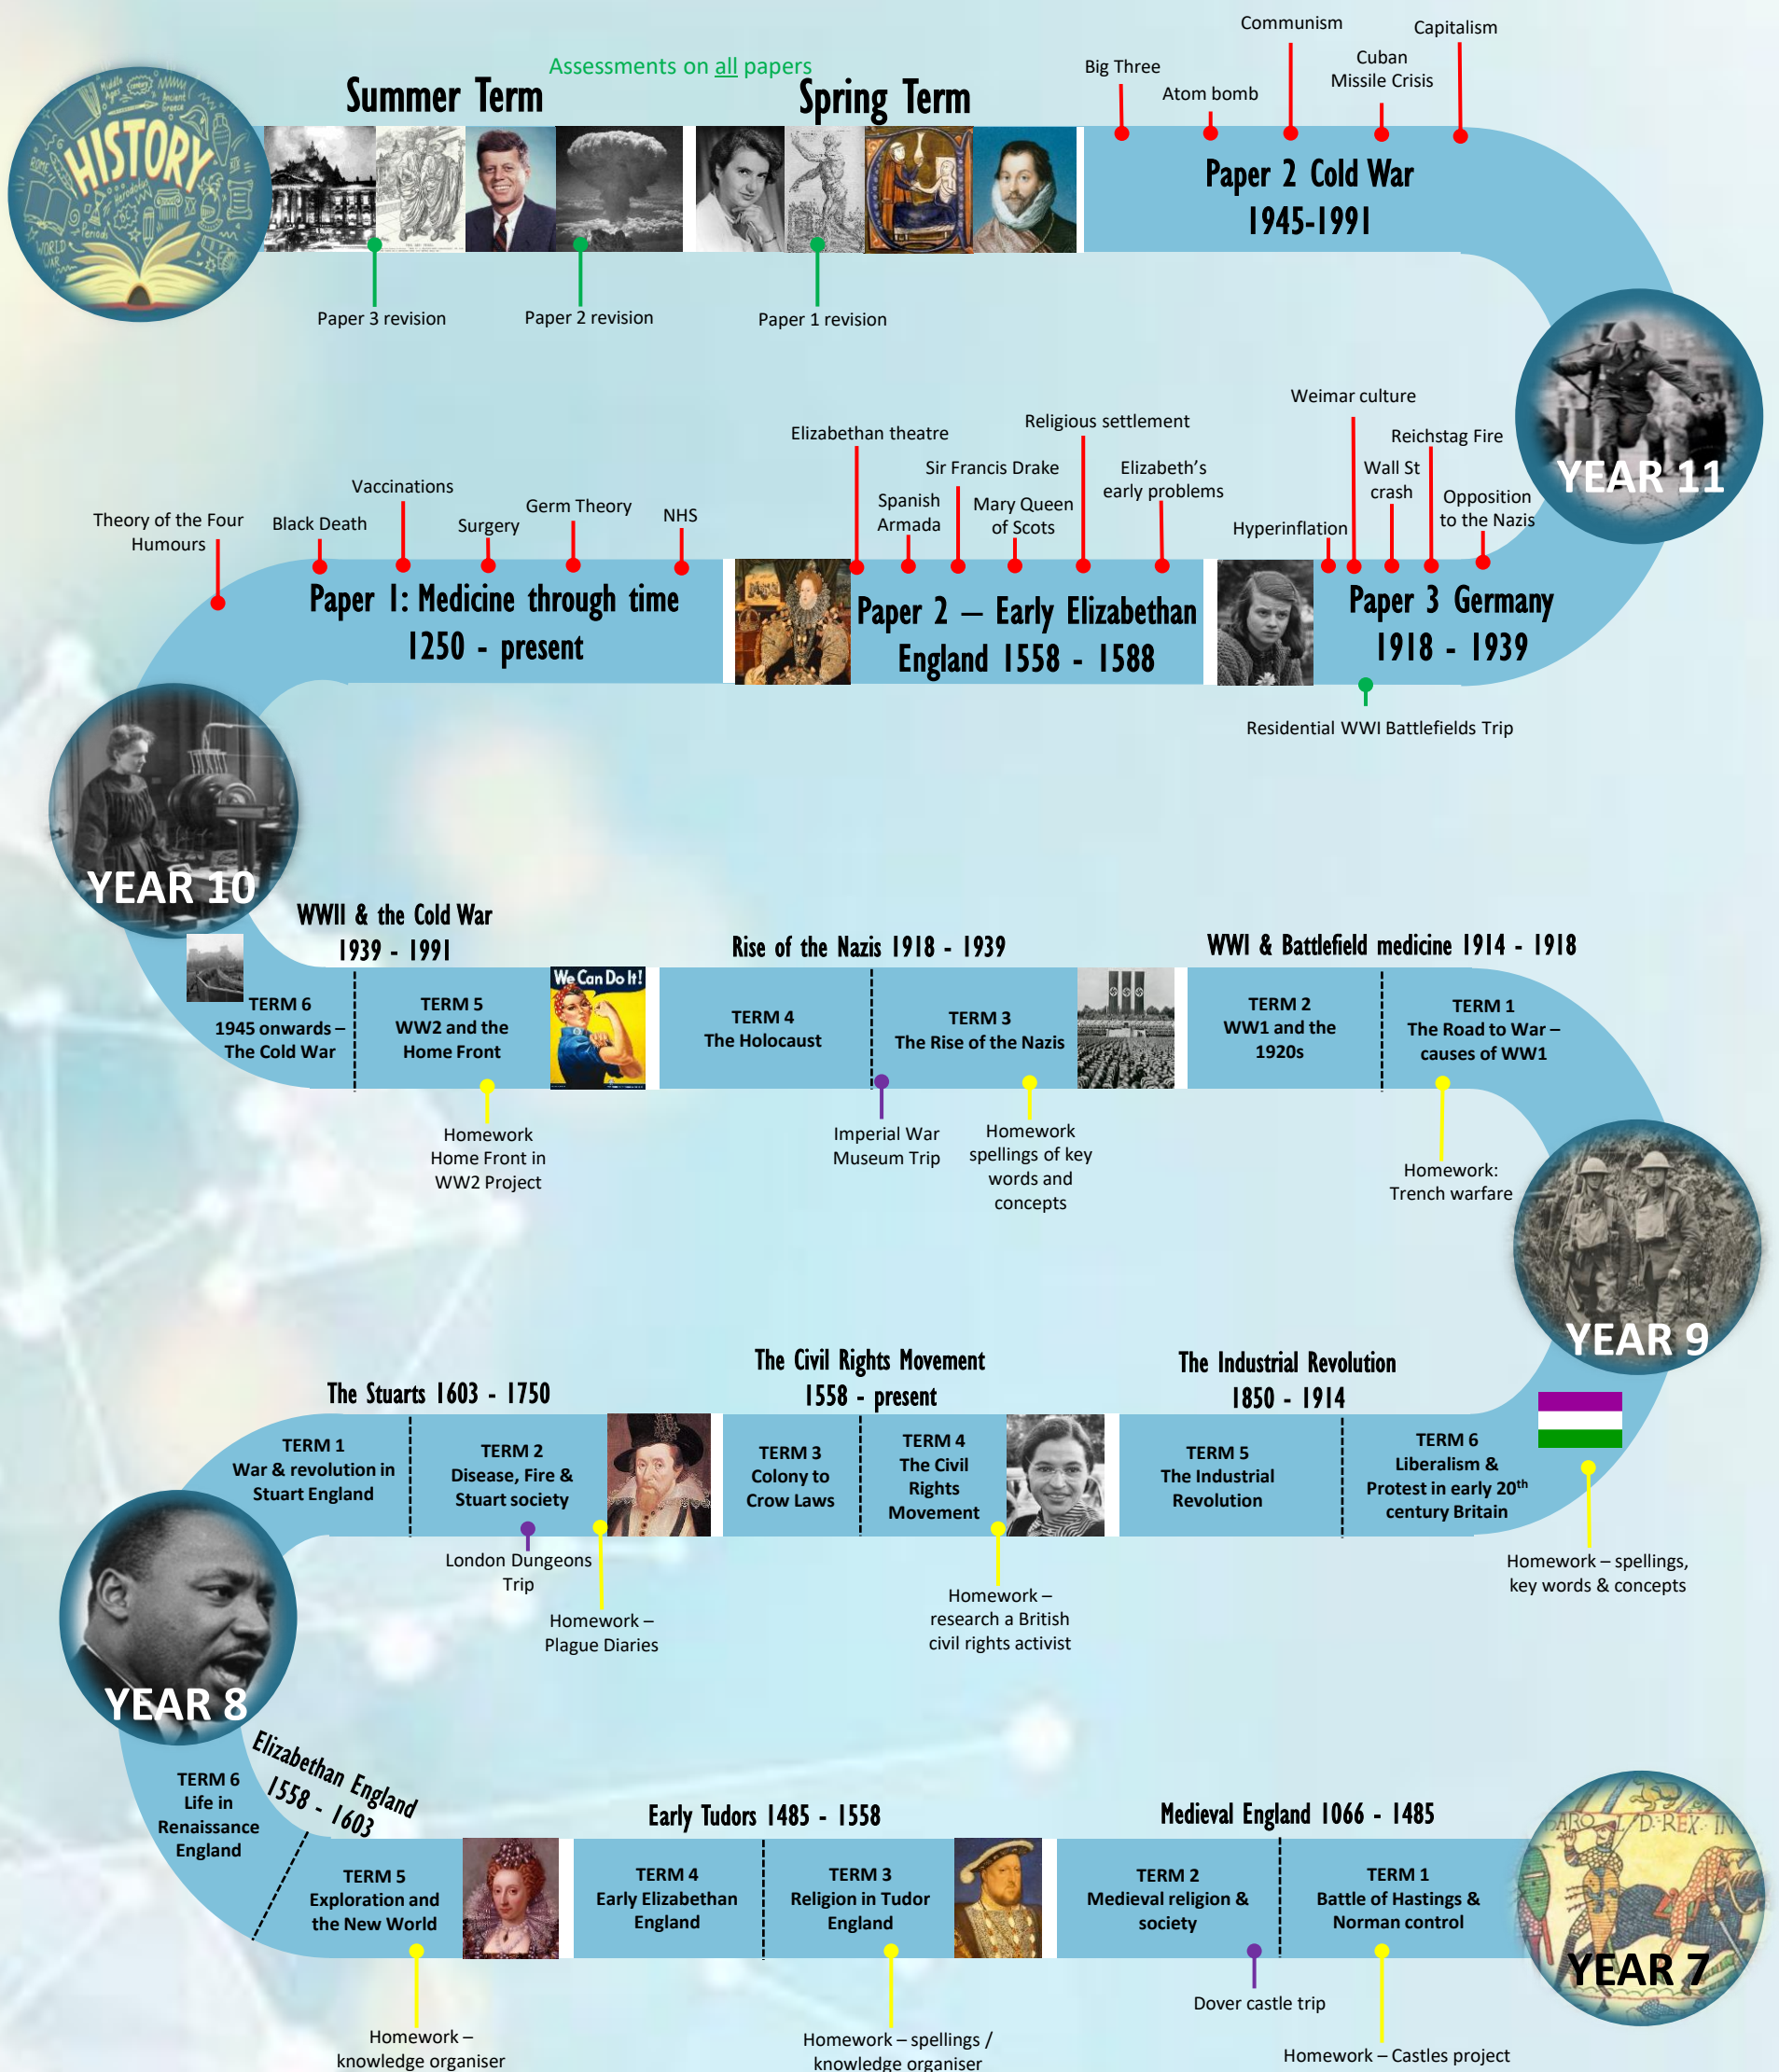 Assessments on all papers
Summer Term
Spring Term
Big Three
Atom bomb
Communism
Cuban
Missile Crisis
Capitalism
HISTORY
Paper 2 Cold War
1945-1991
Paper 3 revision
Paper 2 revision
Paper 1 revision
YEAR 11
Theory of the Four
Humours
Black Death
Vaccinations
Surgery
Germ Theory
NHS
Elizabethan theatre
Spanish
Armada
Sir Francis Drake
Mary Queen
of Scots
Religious settlement
Elizabeth's
early problems
Hyperinflation
Weimar culture
Wall St
crash
Reichstag Fire
Opposition
to the Nazis
Paper 1: Medicine through time
1250 - present
Paper 2 – Early Elizabethan
England 1558 - 1588
Paper 3 Germany
1918 - 1939
Residential WWI Battlefields Trip
YEAR 10
WWII & the Cold War
1939 - 1991
Rise of the Nazis 1918 - 1939
WWI & Battlefield medicine 1914 - 1918
TERM 6
1945 onwards –
The Cold War
TERM 5
WW2 and the
Home Front
We Can Do It!
TERM 4
The Holocaust
TERM 3
The Rise of the Nazis
TERM 2
WW1 and the
1920s
TERM 1
The Road to War –
causes of WW1
Homework
Home Front in
WW2 Project
Imperial War
Museum Trip
Homework
spellings of key
words and
concepts
Homework:
Trench warfare
YEAR 9
The Stuarts 1603 - 1750
The Civil Rights Movement
1558 - present
The Industrial Revolution
1850 - 1914
TERM 1
War & revolution in
Stuart England
TERM 2
Disease, Fire &
Stuart society
TERM 3
Colony to
Crow Laws
TERM 4
The Civil
Rights
Movement
TERM 5
The Industrial
Revolution
TERM 6
Liberalism &
Protest in early 20th
century Britain
London Dungeons
Trip
Homework –
Plague Diaries
Homework –
research a British
civil rights activist
Homework – spellings,
key words & concepts
YEAR 8
Elizabethan England
1558 - 1603
Early Tudors 1485 - 1558
Medieval England 1066 - 1485
TERM 6
Life in
Renaissance
England
TERM 5
Exploration and
the New World
TERM 4
Early Elizabethan
England
TERM 3
Religion in Tudor
England
TERM 2
Medieval religion &
society
TERM 1
Battle of Hastings &
Norman control
YEAR 7
Homework –
knowledge organiser
Homework – spellings /
knowledge organiser
Dover castle trip
Homework – Castles project